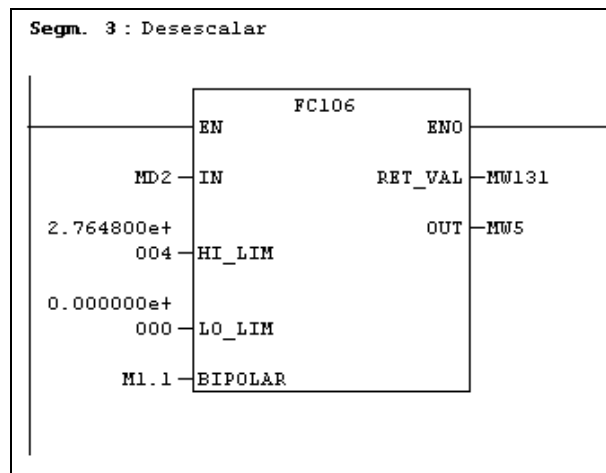 Segm. 3 : Desescalar
FC106
EN ENO
MD2 IN RET_VAL MW131
2.764800e+ OUT MW5
004 HI_LIM
0.000000e+
000 LO_LIM
M1.1 BIPOLAR